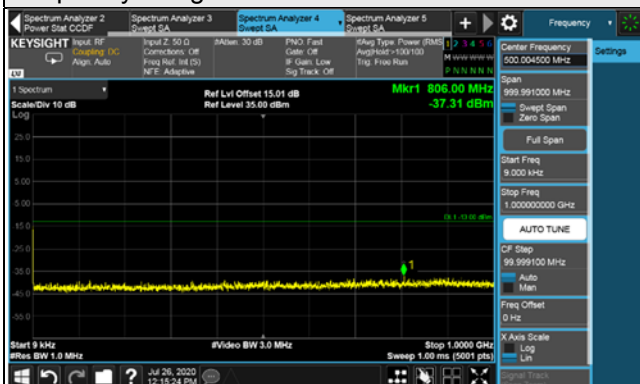 Spectrum Analyzer 2
Power Stat CCDF
Spectrum Analyzer 3
Swept SA
Spectrum Analyzer 4
Swept SA
Spectrum Analyzer 5
Swept SA
+
Frequency
KEYSIGHT
Input: RF
Coupling: DC
Align: Auto
Input Z: 50 Ω
Corrections: Off
Freq Ref: Int (S)
NFE: Adaptive
#Atten: 30 dB
PNO: Fast
Gate: Off
IF Gain: Low
Sig Track: Off
#Avg Type: Power (RMS)
Avg|Hold:>100/100
Trig: Free Run
1 2 3 4 5 6
M W W W W W
P N N N N N
LV
1 Spectrum
Scale/Div 10 dB
Log
Ref Lvl Offset 15.01 dB
Ref Level 35.00 dBm
Mkr1 806.00 MHz
-37.31 dBm
25.0
15.0
5.00
-5.00
-15.0
-25.0
-35.0
-45.0
-55.0
DL1 -13.00 dBm
1
Start 9 kHz
#Res BW 1.0 MHz
#Video BW 3.0 MHz
Stop 1.0000 GHz
Sweep 1.00 ms (5001 pts)
Jul 26, 2020
12:15:24 PM
Center Frequency
500.004500 MHz
Settings
Span
999.991000 MHz
Swept Span
Zero Span
Full Span
Start Freq
9.000 kHz
Stop Freq
1.000000000 GHz
AUTO TUNE
CF Step
99.999100 MHz
Auto
Man
Freq Offset
0 Hz
X Axis Scale
Log
Lin
Signal Track